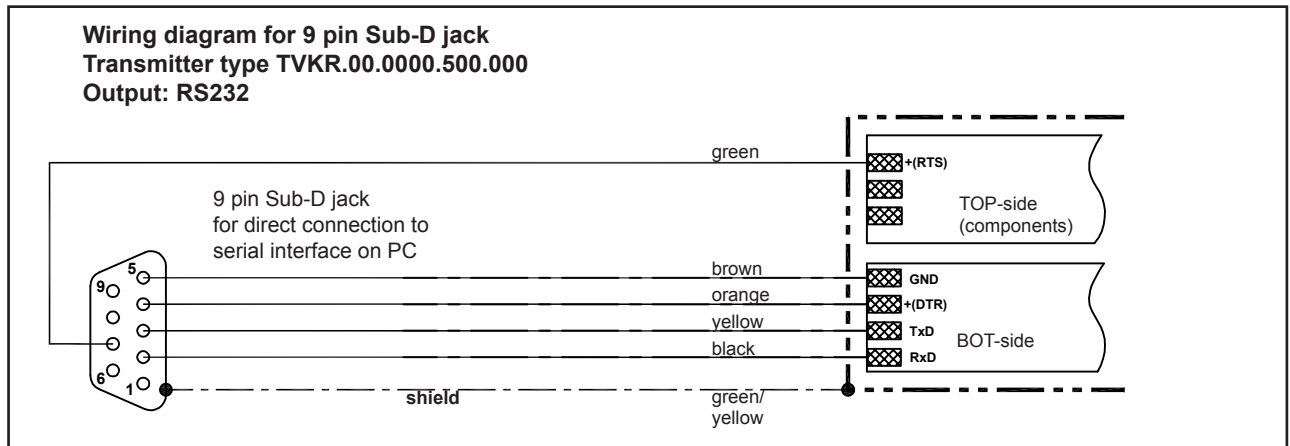 Wiring diagram for 9 pin Sub-D jack
Transmitter type TVKR.00.0000.500.000
Output: RS232
green
+(RTS)
9 pin Sub-D jack
for direct connection to
serial interface on PC
TOP-side
(components)
5
9
6
1
brown
GND
orange
+(DTR)
yellow
TxD
black
RxD
BOT-side
shield
green/
yellow